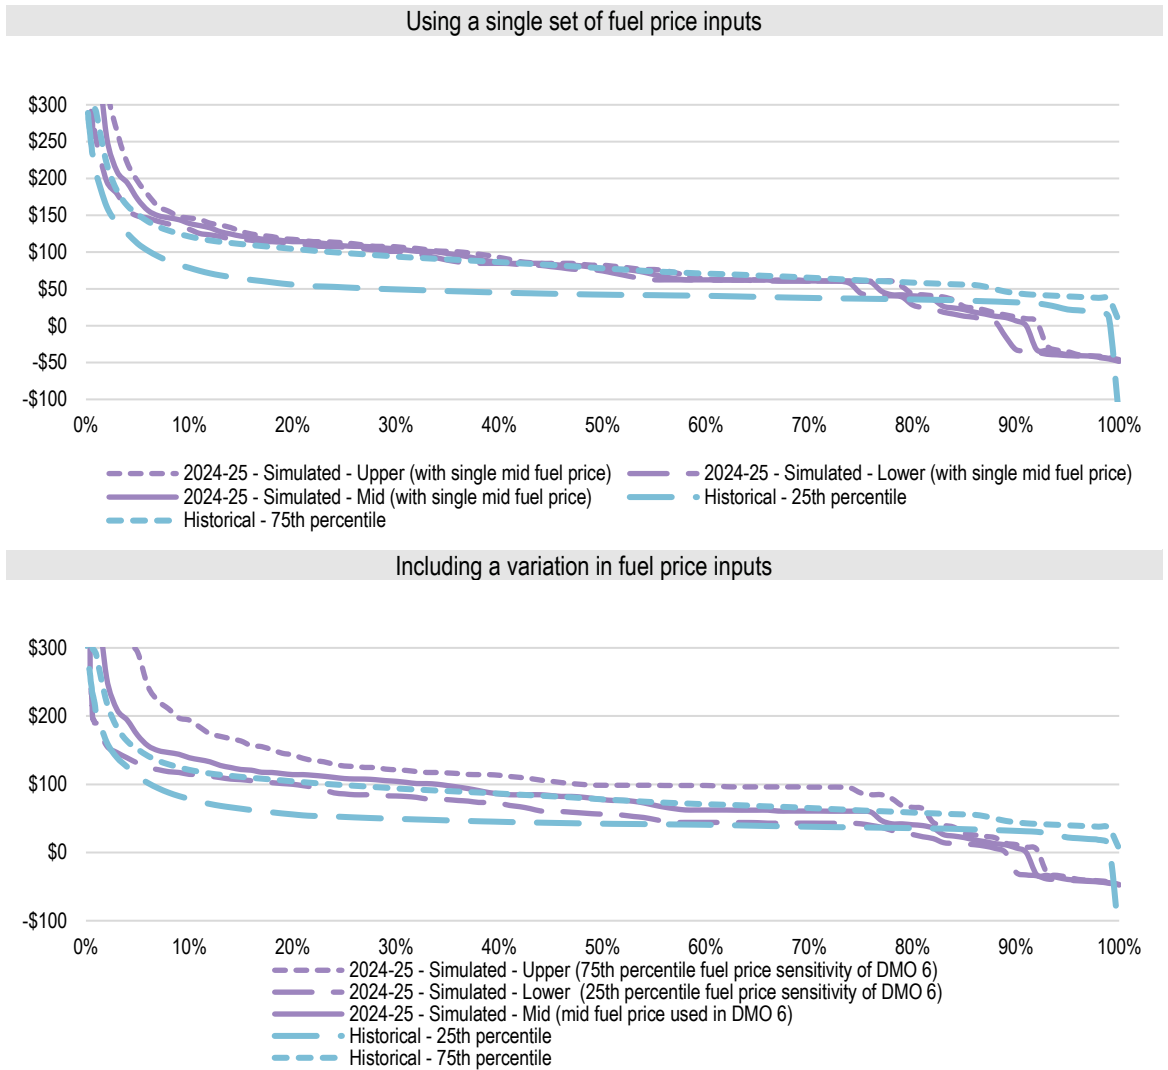 Using a single set of fuel price inputs
$300
$250
$200
$150
$100
$50
$0
-$50
-$100
0% 10% 20% 30% 40% 50% 60% 70% 80% 90% 100%
2024-25 - Simulated - Upper (with single mid fuel price) 2024-25 - Simulated - Lower (with single mid fuel price)
2024-25 - Simulated - Mid (with single mid fuel price) Historical - 25th percentile
Historical - 75th percentile
Including a variation in fuel price inputs
$300
$200
$100
$0
-$100
0% 10% 20% 30% 40% 50% 60% 70% 80% 90% 100%
2024-25 - Simulated - Upper (75th percentile fuel price sensitivity of DMO 6)
2024-25 - Simulated - Lower (25th percentile fuel price sensitivity of DMO 6)
2024-25 - Simulated - Mid (mid fuel price used in DMO 6)
Historical - 25th percentile
Historical - 75th percentile